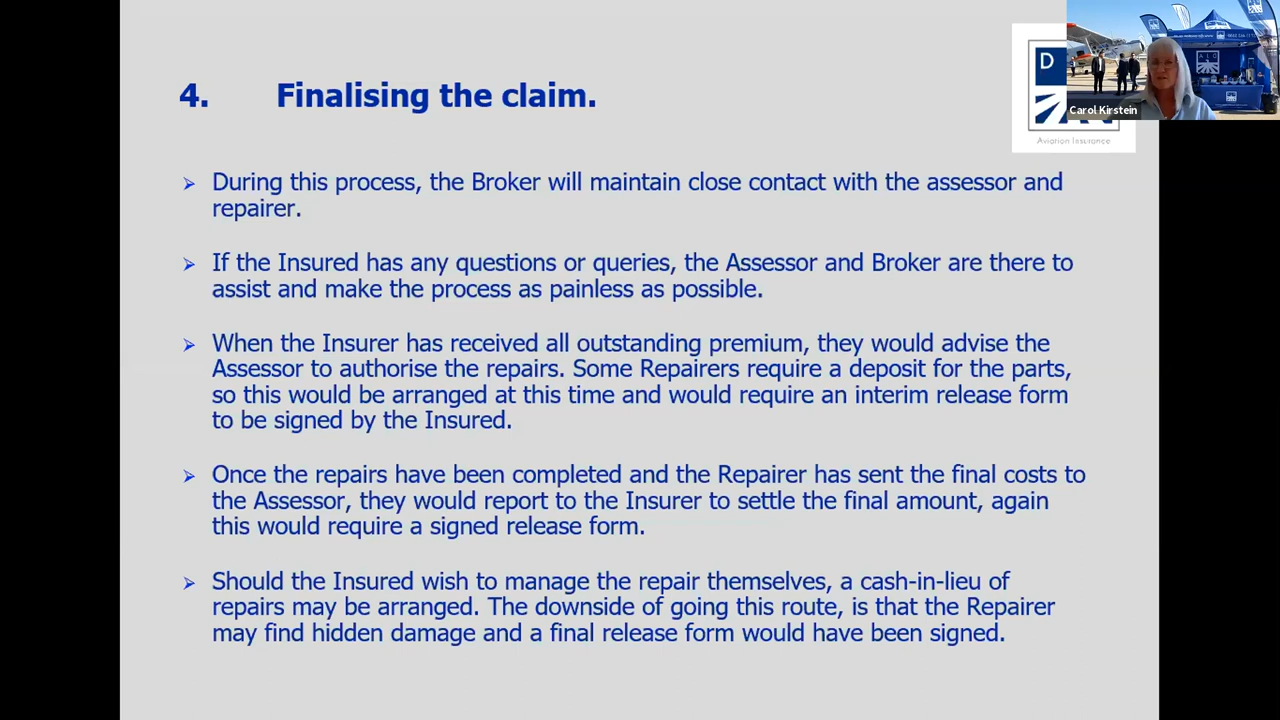 4. Finalising the claim.
D
Aviation Insurance
Carol Kirstein
During this process, the Broker will maintain close contact with the assessor and
repairer.
If the Insured has any questions or queries, the Assessor and Broker are there to
assist and make the process as painless as possible.
When the Insurer has received all outstanding premium, they would advise the
Assessor to authorise the repairs. Some Repairers require a deposit for the parts,
so this would be arranged at this time and would require an interim release form
to be signed by the Insured.
Once the repairs have been completed and the Repairer has sent the final costs to
the Assessor, they would report to the Insurer to settle the final amount, again
this would require a signed release form.
Should the Insured wish to manage the repair themselves, a cash-in-lieu of
repairs may be arranged. The downside of going this route, is that the Repairer
may find hidden damage and a final release form would have been signed.